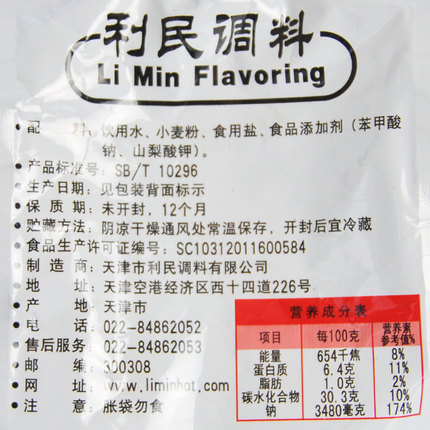 利民调料
Li Min Flavoring
配 料：饮用水、小麦粉、食用盐、食品添加剂（苯甲酸
钠、山梨酸钾）。
产品标准号：SB/T 10296
生产日期：见包装背面标示
保 质 期：未开封，12个月
贮藏方法：阴凉干燥通风处常温保存，开封后宜冷藏
食品生产许可证编号：SC10312011600584
制 造 商：天津市利民调料有限公司
地 址：天津空港经济区西十四道226号
产 地：天津市
电 话：022-84862052
售后服务：022-84862053
邮 编：300308
网 址：www.liminhot.com
注 意：胀袋勿食
营养成分表
项目 每100克 营养素参考值%
能量 654千焦 8%
蛋白质 6.4克 11%
脂肪 1.0克 2%
碳水化合物 30.3克 10%
钠 3480毫克 174%